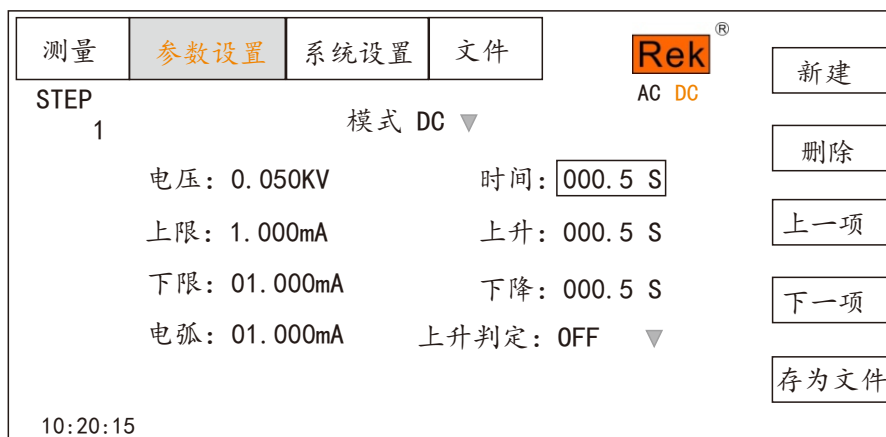 测量 参数设置 系统设置 文件
Rek®
AC DC
STEP
1
模式 DC ▼
电压: 0.050KV 时间: 000.5 S
上限: 1.000mA 上升: 000.5 S
下限: 01.000mA 下降: 000.5 S
电弧: 01.000mA 上升判定: OFF ▼
10:20:15
新建
删除
上一项
下一项
存为文件